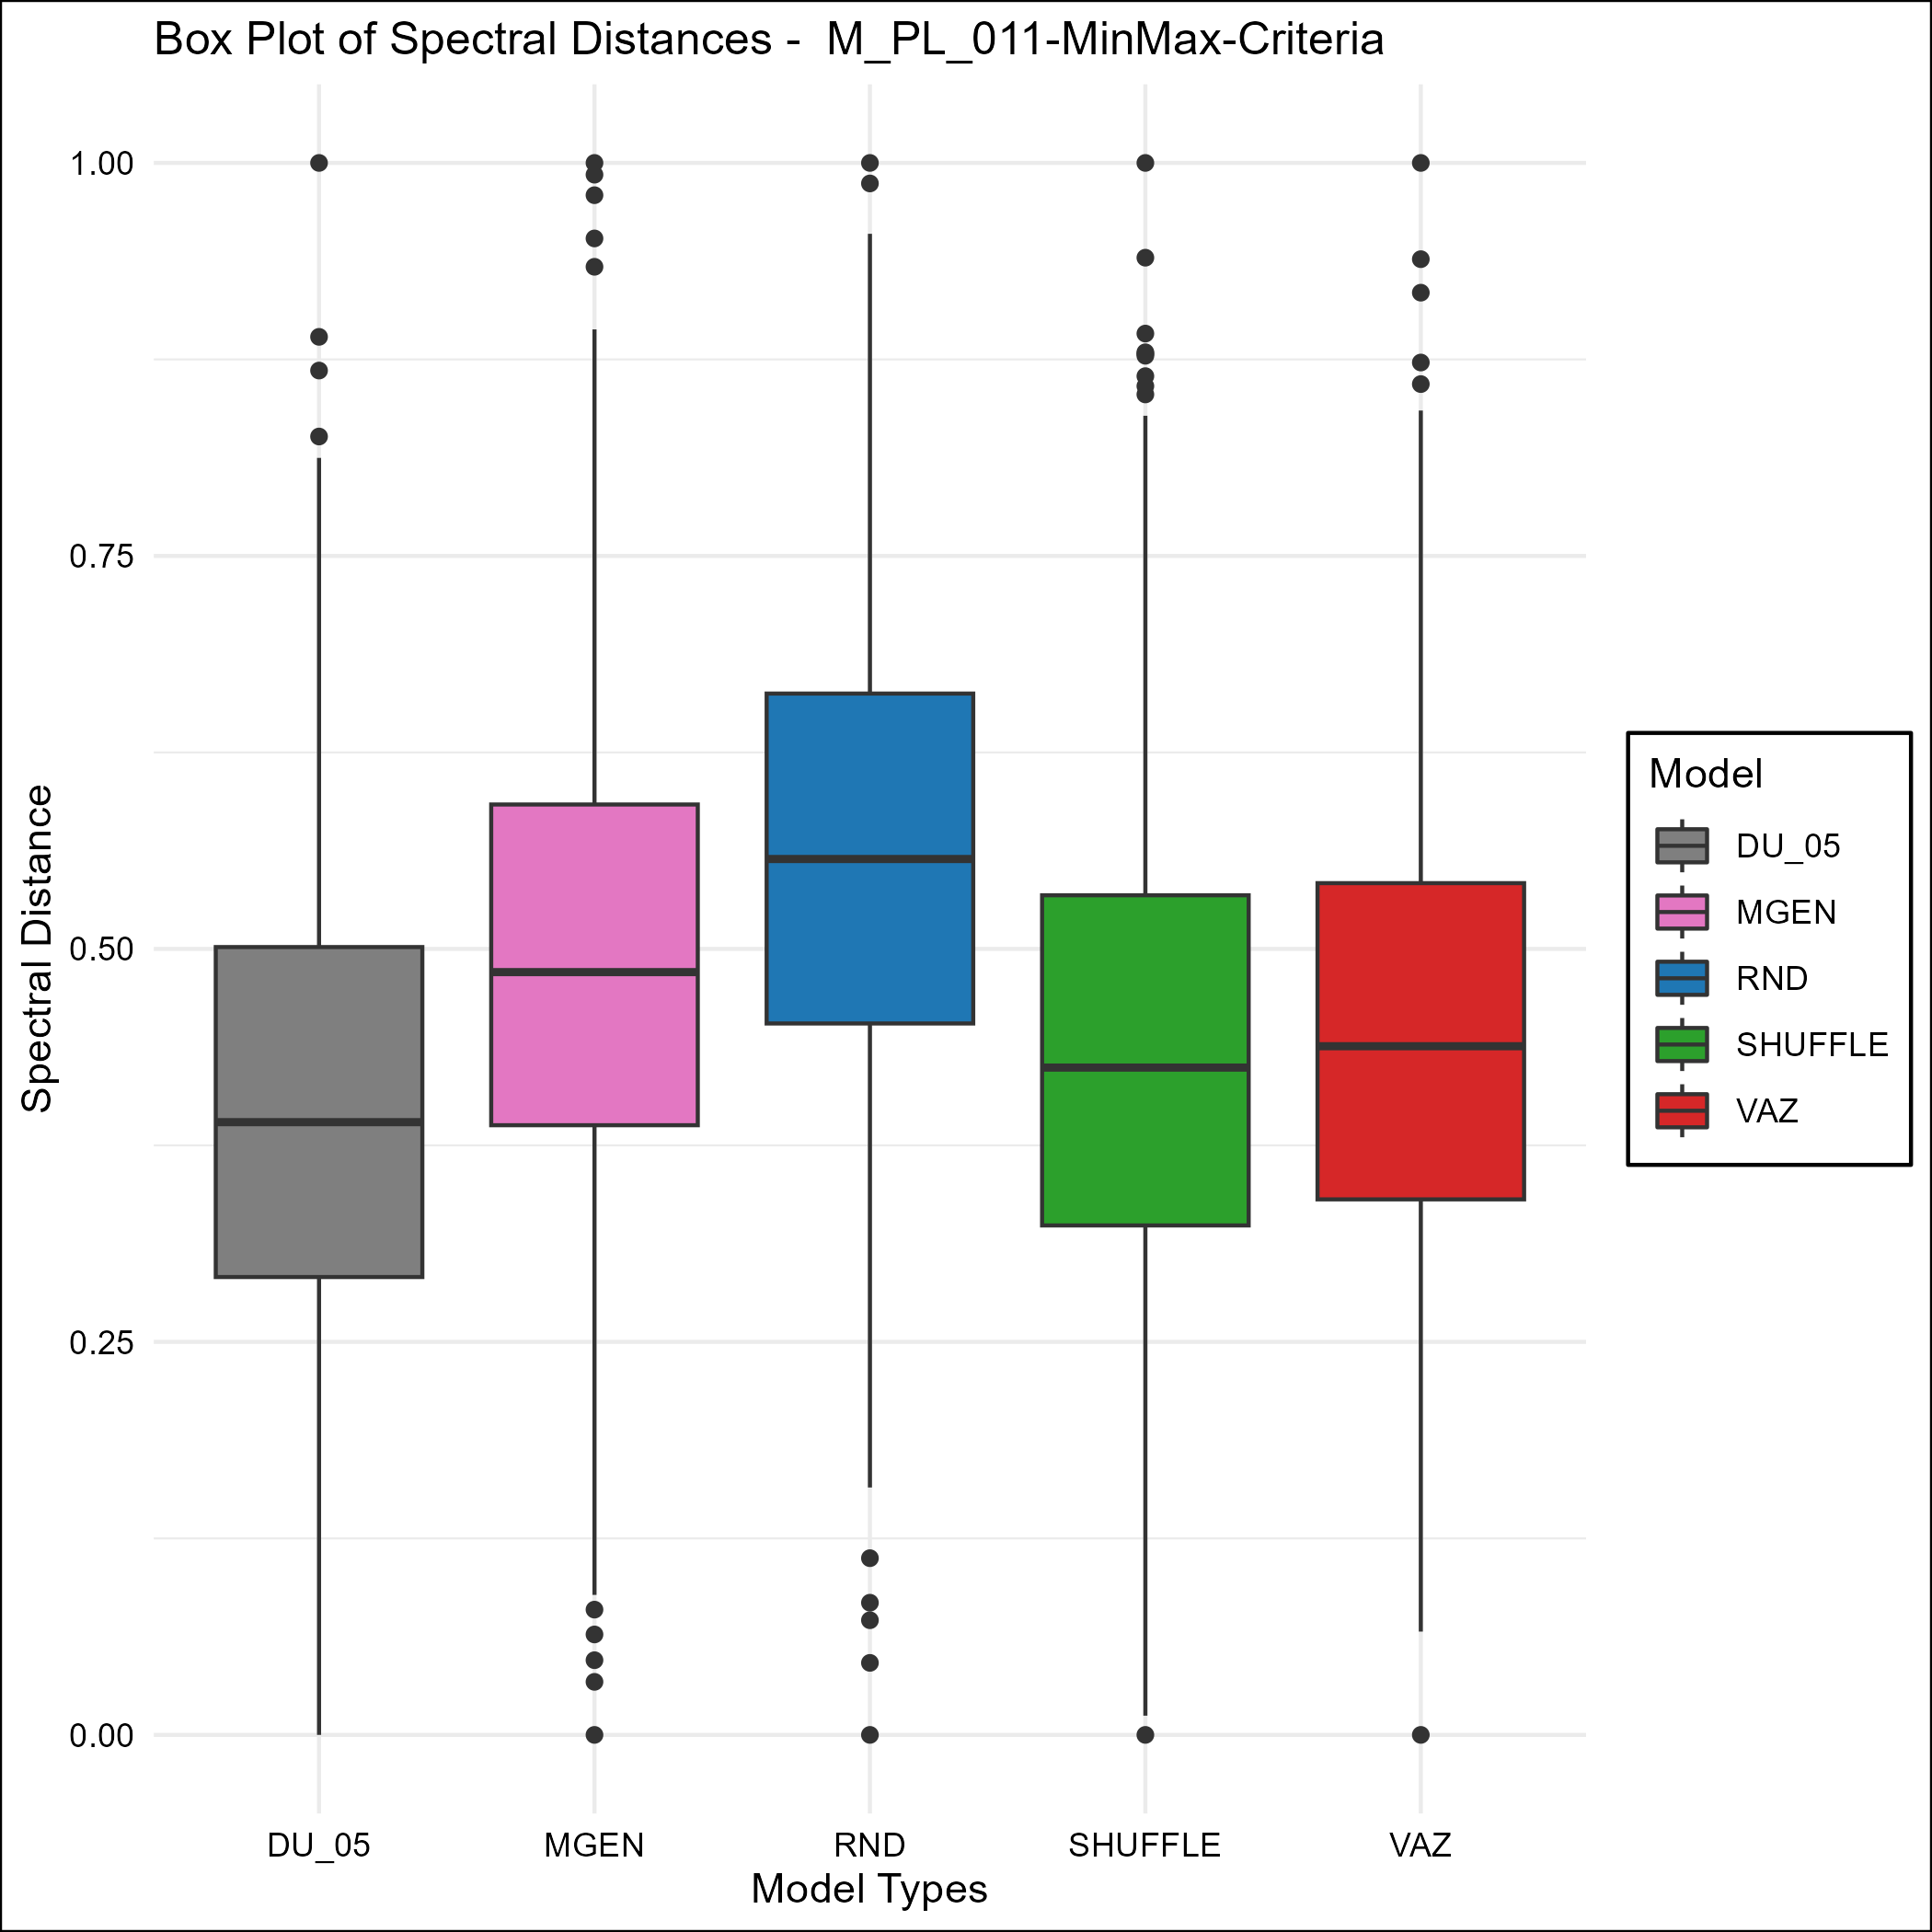 Box Plot of Spectral Distances -  M_PL_011-MinMax-Criteria
Spectral Distance
1.00
0.75
0.50
0.25
0.00
DU_05 MGEN RND SHUFFLE VAZ
Model Types
Model
DU_05
MGEN
RND
SHUFFLE
VAZ